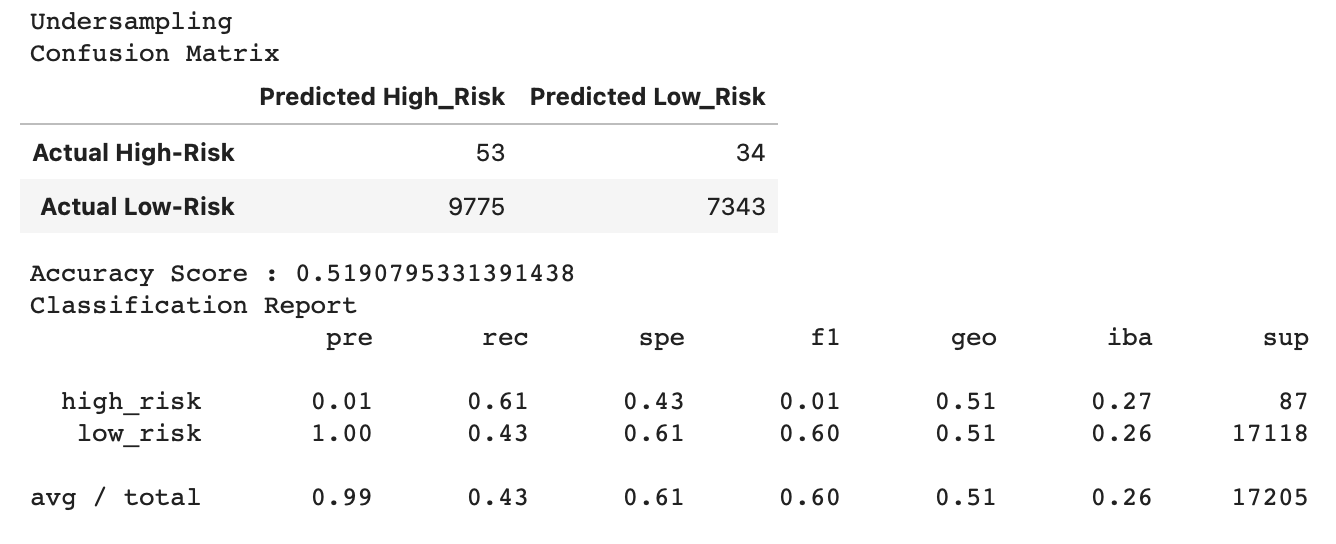 Undersampling
Confusion Matrix
Predicted High_Risk Predicted Low_Risk
Actual High-Risk 53 34
Actual Low-Risk 9775 7343
Accuracy Score : 0.5190795331391438
Classification Report
pre rec spe f1 geo iba sup
high_risk 0.01 0.61 0.43 0.01 0.51 0.27 87
low_risk 1.00 0.43 0.61 0.60 0.51 0.26 17118
avg / total 0.99 0.43 0.61 0.60 0.51 0.26 17205